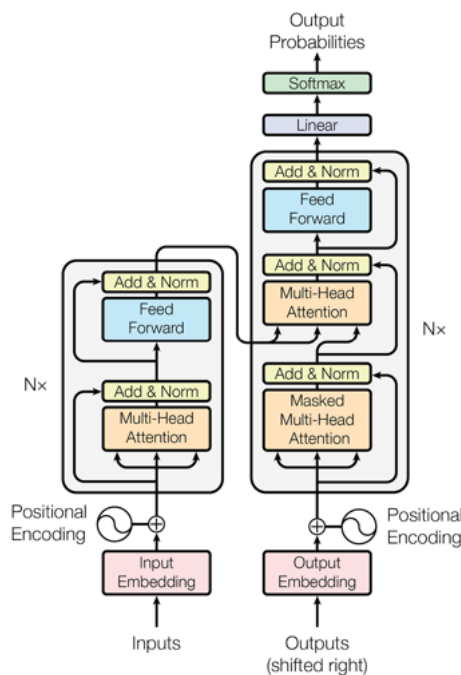 Output
Probabilities
Softmax
Linear
Add & Norm
Feed
Forward
Add & Norm
Multi-Head
Attention
Add & Norm
Masked
Multi-Head
Attention
N×
Add & Norm
Feed
Forward
N×
Add & Norm
Multi-Head
Attention
Positional
Encoding
Positional
Encoding
Input
Embedding
Output
Embedding
Inputs
Outputs
(shifted right)